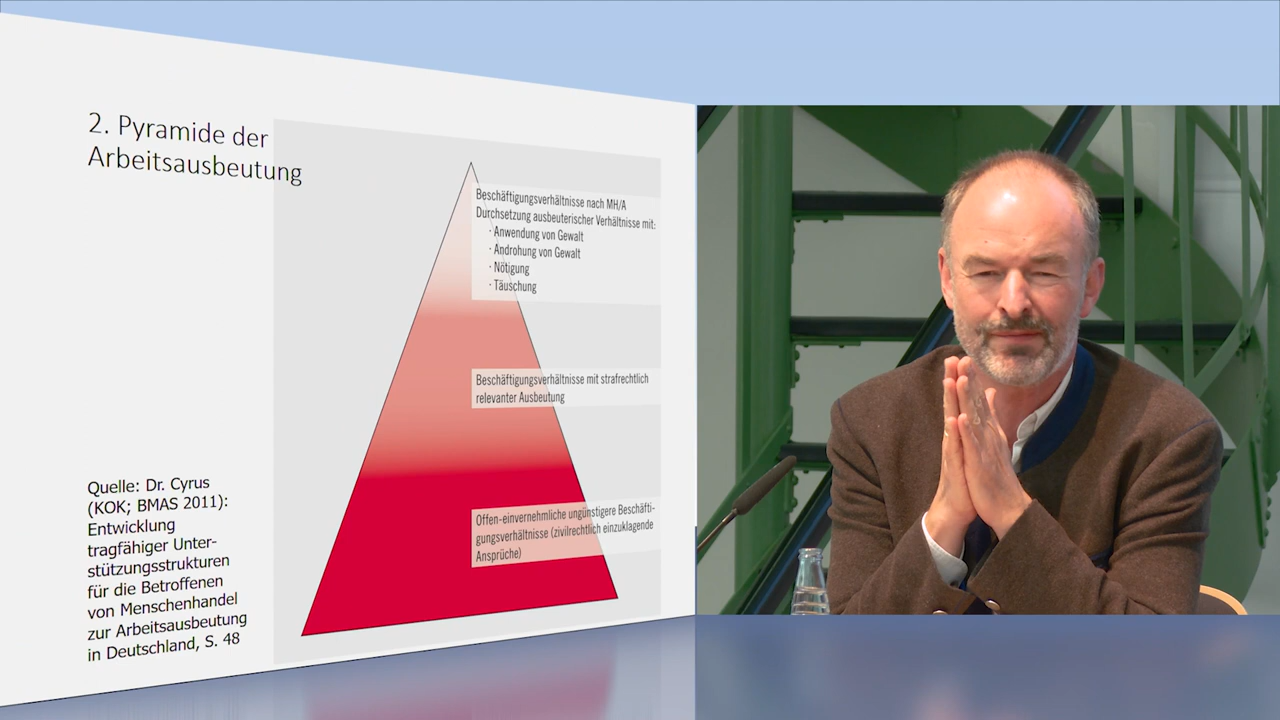 2. Pyramide der
Arbeitsausbeutung
Beschäftigungsverhältnisse nach MH/A
Durchsetzung ausbeuterischer Verhältnisse mit:
· Anwendung von Gewalt
· Androhung von Gewalt
· Nötigung
· Täuschung
Beschäftigungsverhältnisse mit strafrechtlich
relevanter Ausbeutung
Offen-einvernehmliche ungünstigere Beschäfti-
gungsverhältnisse (zivilrechtlich einzuklagende
Ansprüche)
Quelle: Dr. Cyrus
(KOK; BMAS 2011):
Entwicklung
tragfähiger Unter-
stützungsstrukturen
für die Betroffenen
von Menschenhandel
zur Arbeitsausbeutung
in Deutschland, S. 48